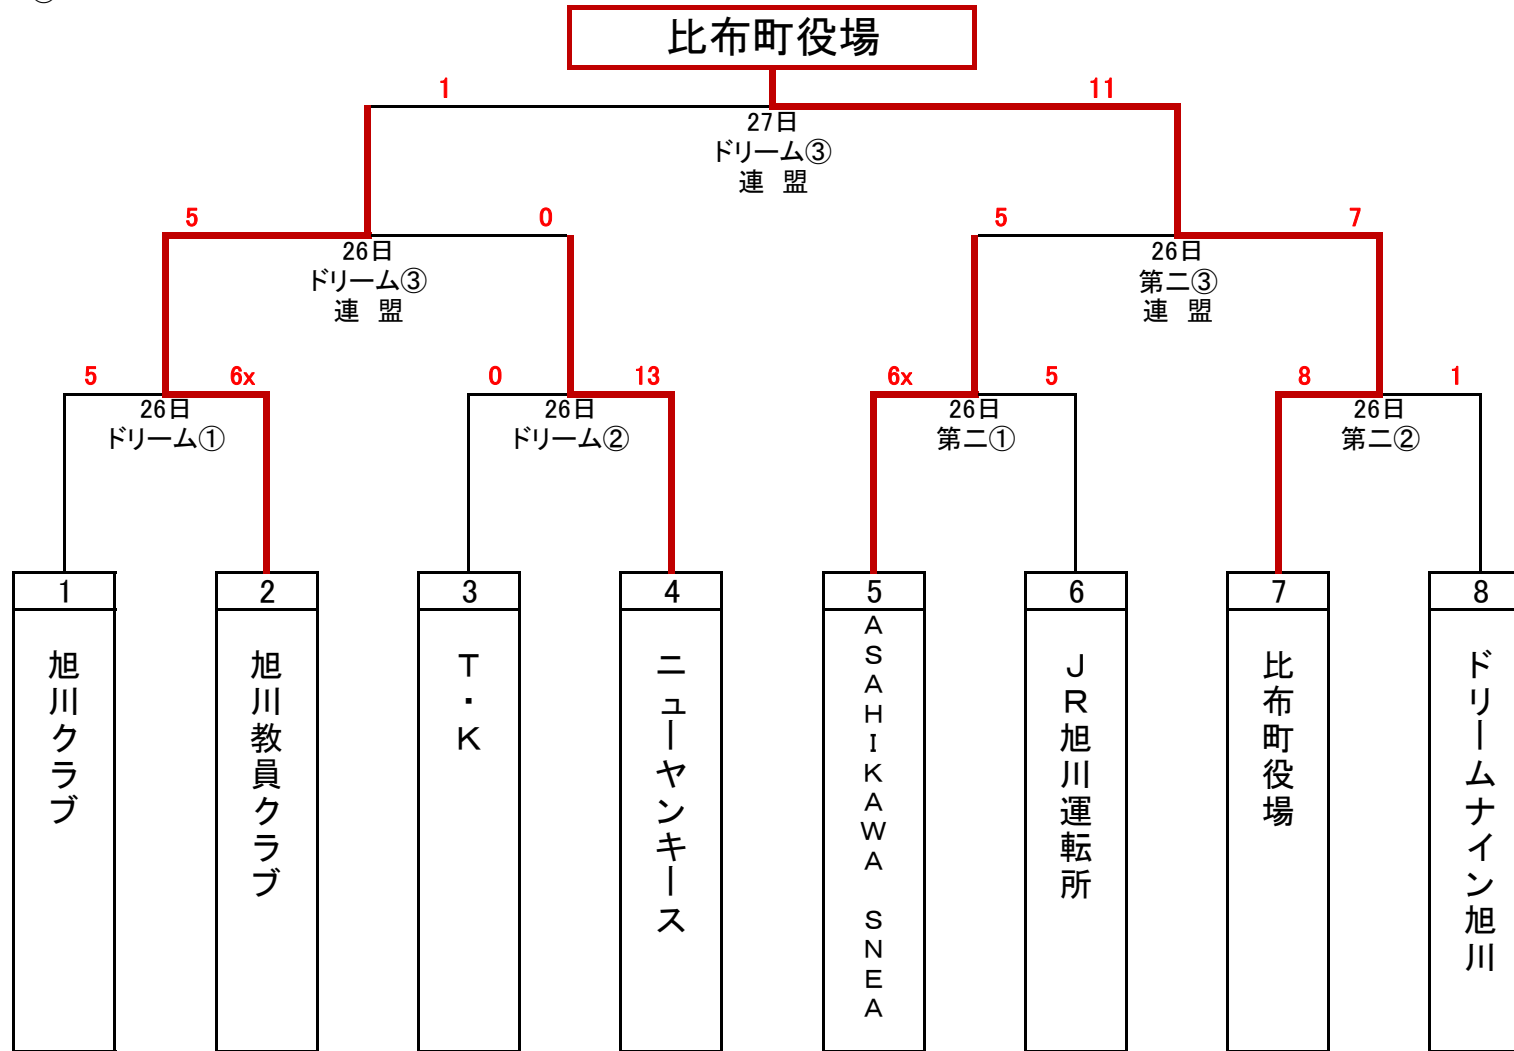 比布町役場
1
11
27日
ドリーム③
連 盟
5
0
5
7
26日
ドリーム③
連 盟
26日
第二③
連 盟
5
6x
0
13
6x
5
8
1
26日
ドリーム①
26日
ドリーム②
26日
第二①
26日
第二②
1
2
3
4
5
6
7
8
旭川クラブ
旭川教員クラブ
T・K
ニューヤンキース
ASAHIKAWA SNEA
JR旭川運転所
比布町役場
ドリームナイン旭川